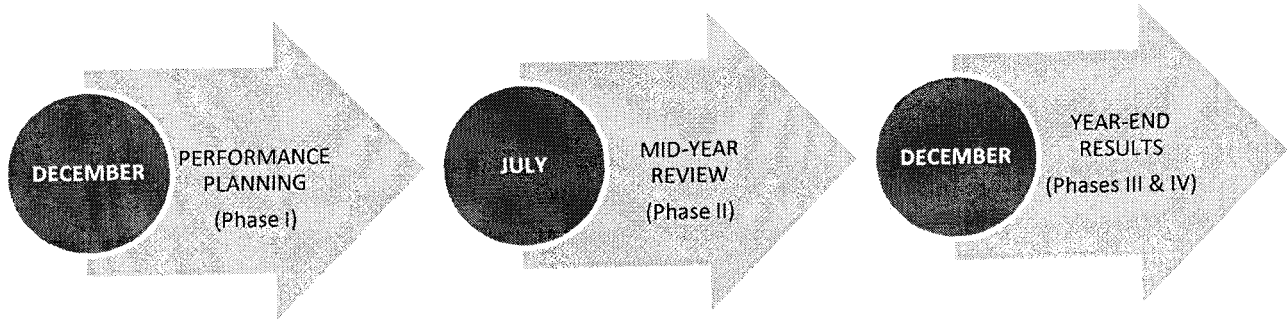 DECEMBER
PERFORMANCE
PLANNING
(Phase I)
JULY
MID-YEAR
REVIEW
(Phase II)
DECEMBER
YEAR-END
RESULTS
(Phases III & IV)